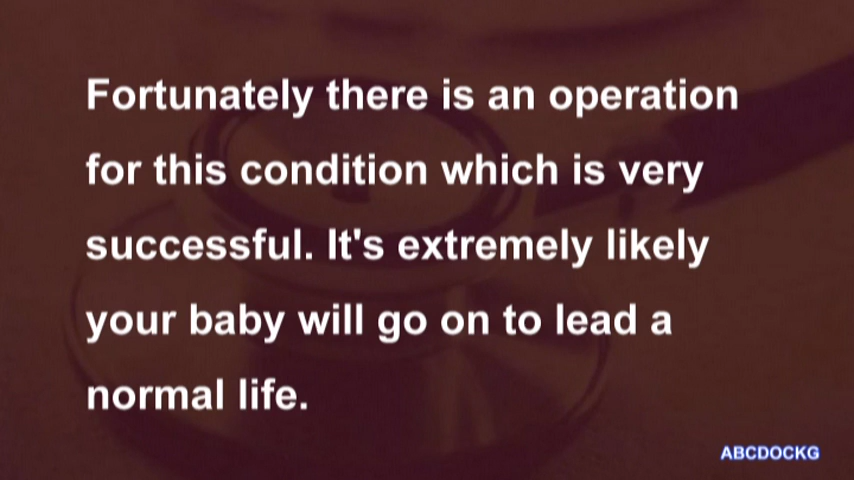 Fortunately there is an operation
for this condition which is very
successful. It's extremely likely
your baby will go on to lead a
normal life.
ABCDOCKG